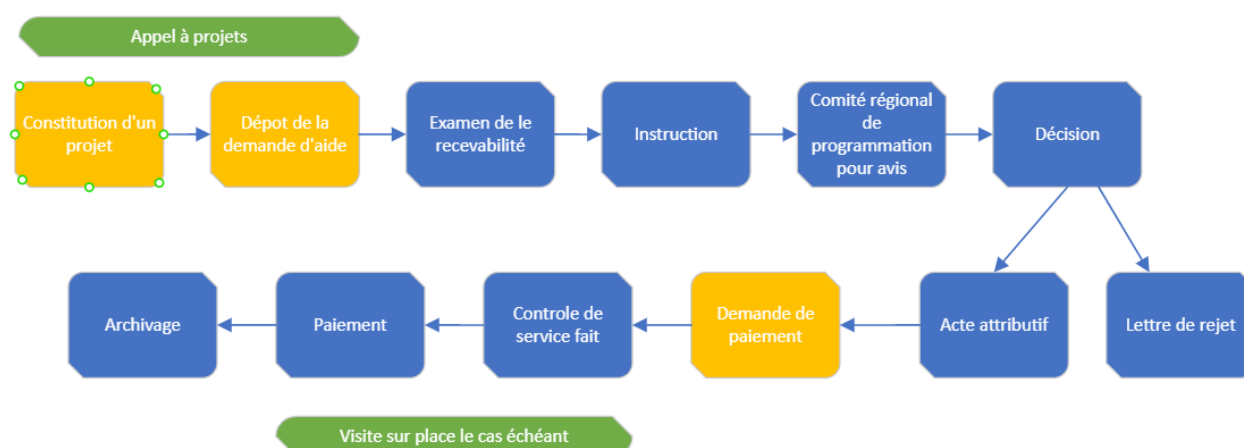 Appel à projets
Constitution d'un
projet
Dépot de la
demande d'aide
Examen de le
recevabilité
Instruction
Comité régional
de
programmation
pour avis
Décision
Archivage
Paiement
Controle de
service fait
Demande de
paiement
Acte attributif
Lettre de rejet
Visite sur place le cas échéant